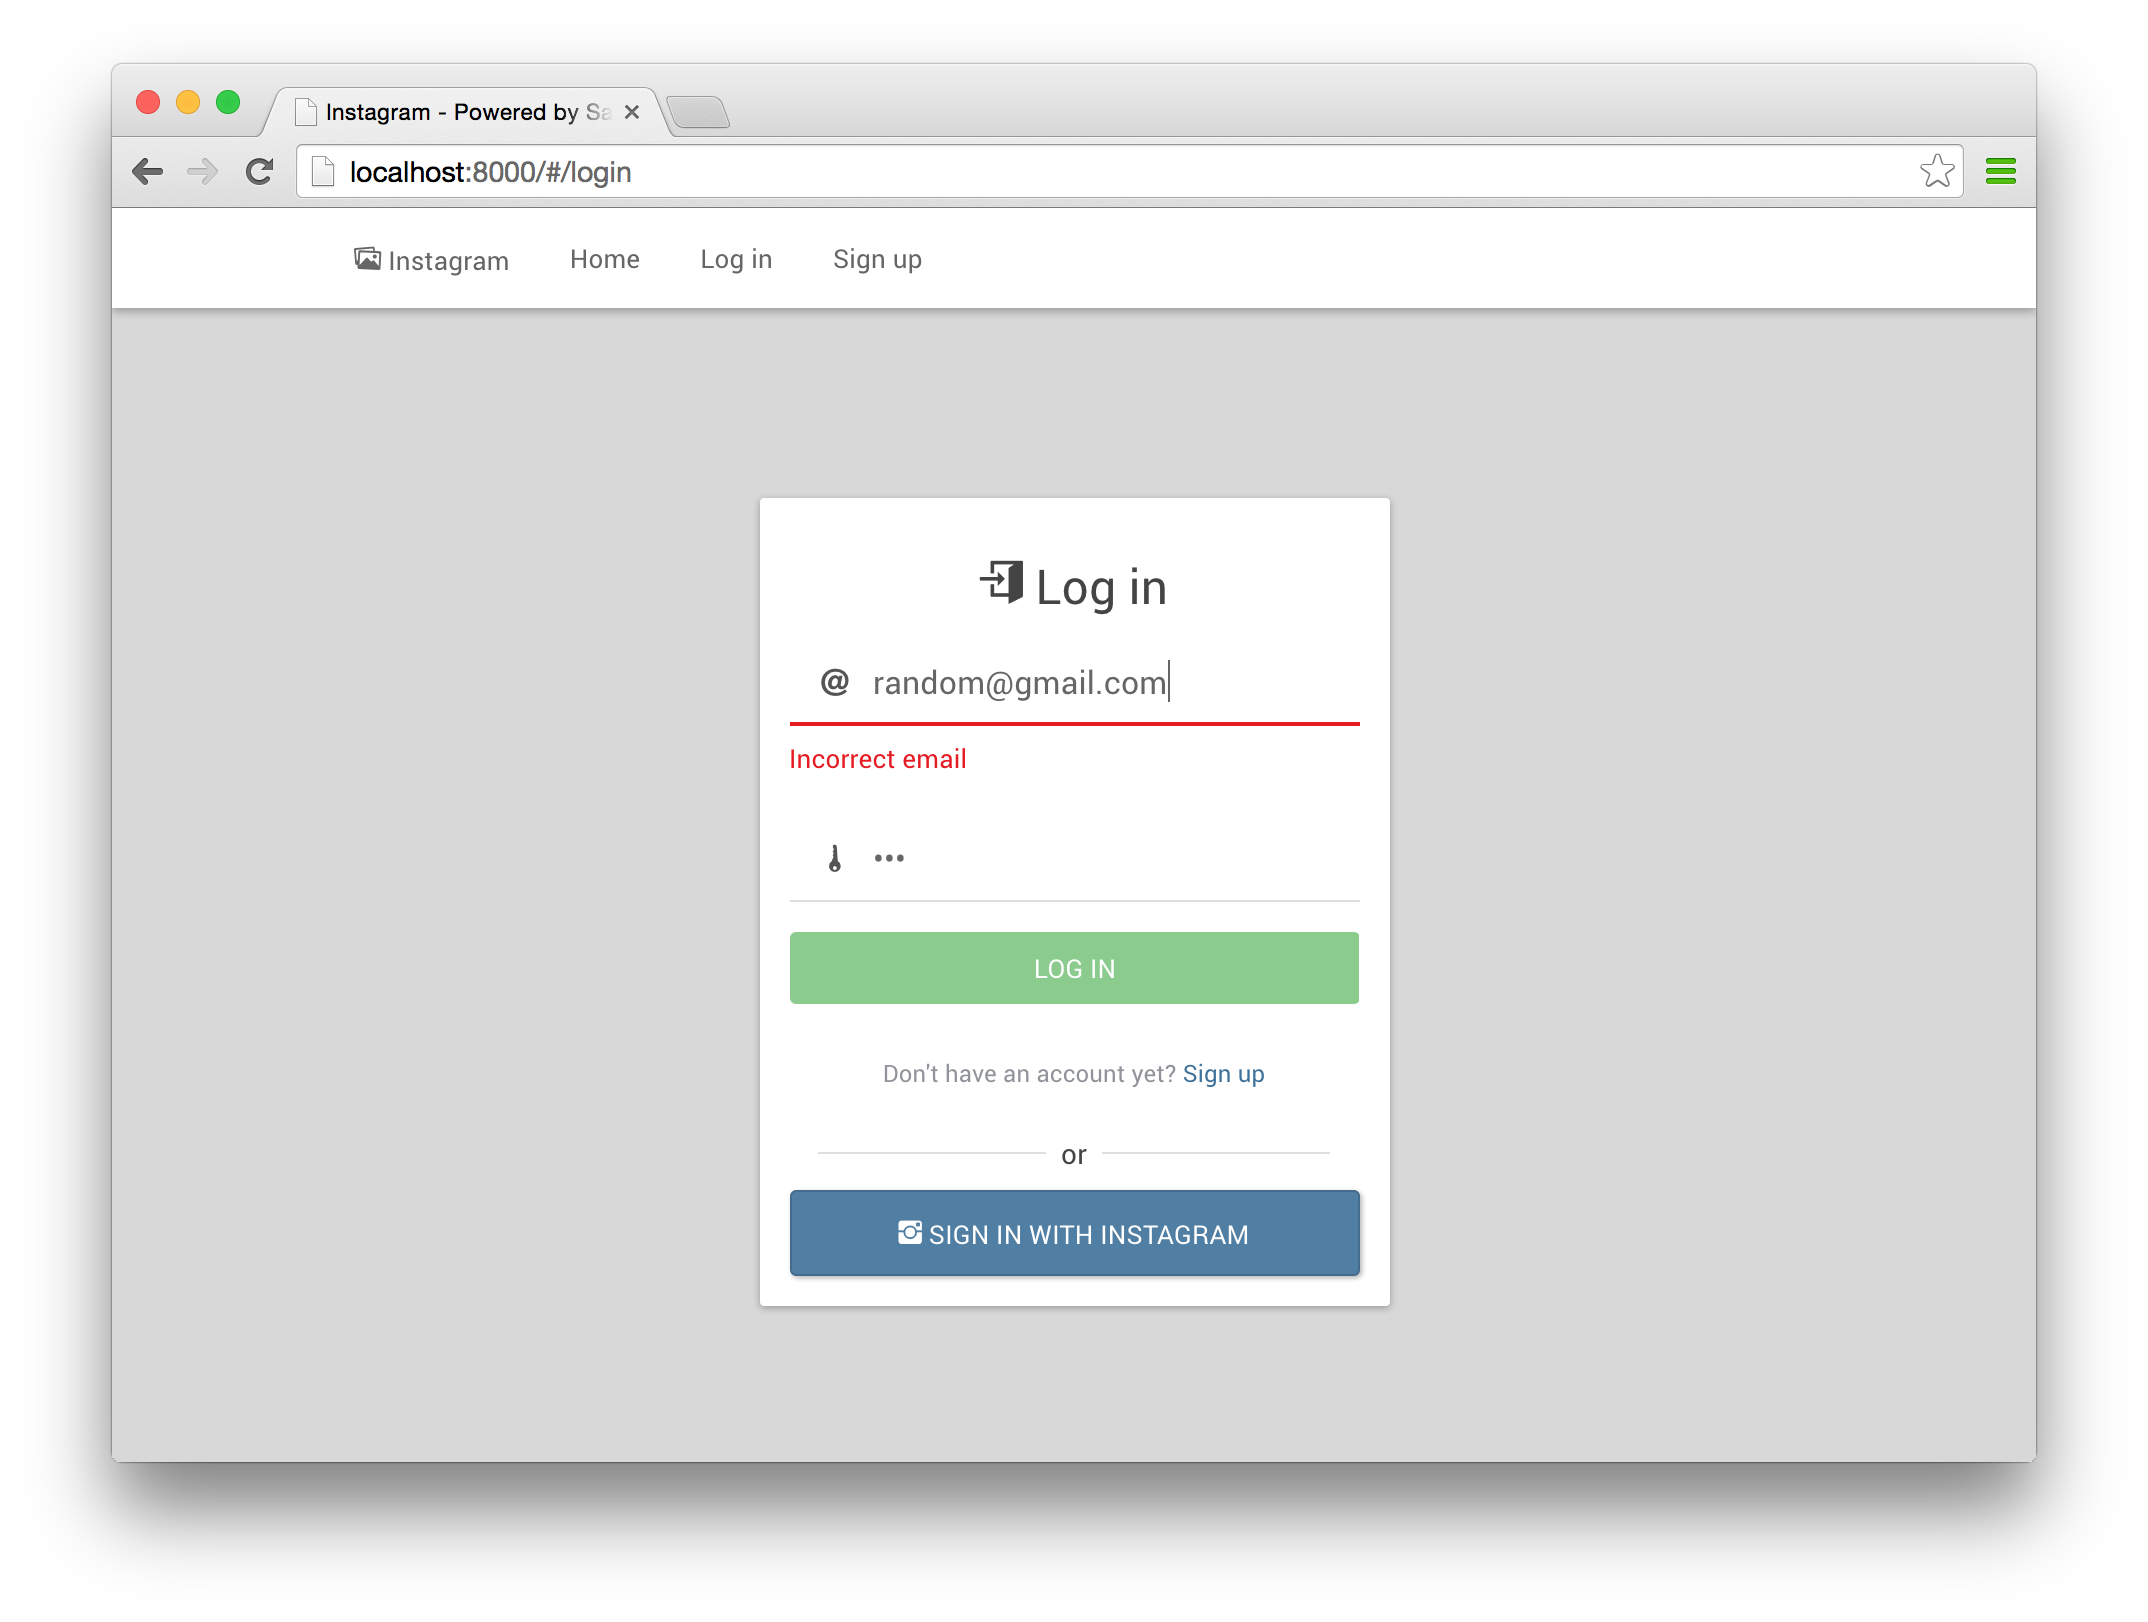 Instagram - Powered by Sa
localhost:8000/#/login
Instagram Home Log in Sign up
Log in
@ random@gmail.com
Incorrect email
•••
LOG IN
Don't have an account yet? Sign up
or
SIGN IN WITH INSTAGRAM